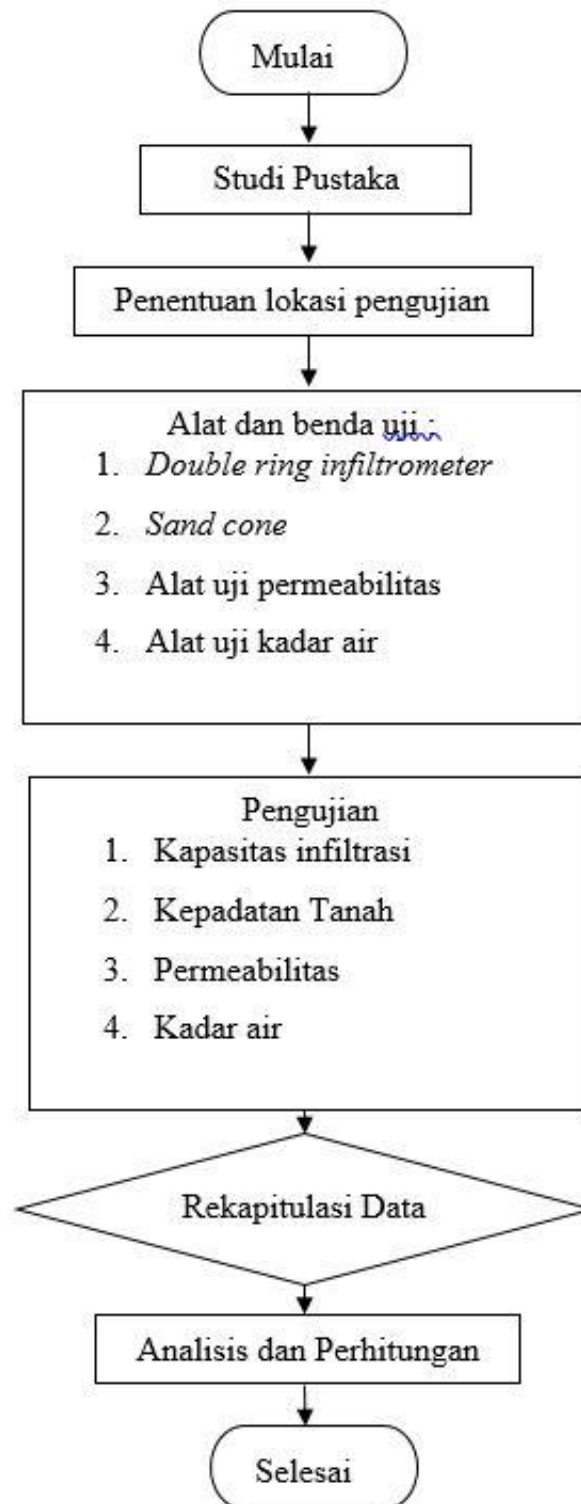 Mulai
Studi Pustaka
Penentuan lokasi pengujian
Alat dan benda uji :
1. Double ring infiltrometer
2. Sand cone
3. Alat uji permeabilitas
4. Alat uji kadar air
Pengujian
1. Kapasitas infiltrasi
2. Kepadatan Tanah
3. Permeabilitas
4. Kadar air
Rekapitulasi Data
Analisis dan Perhitungan
Selesai